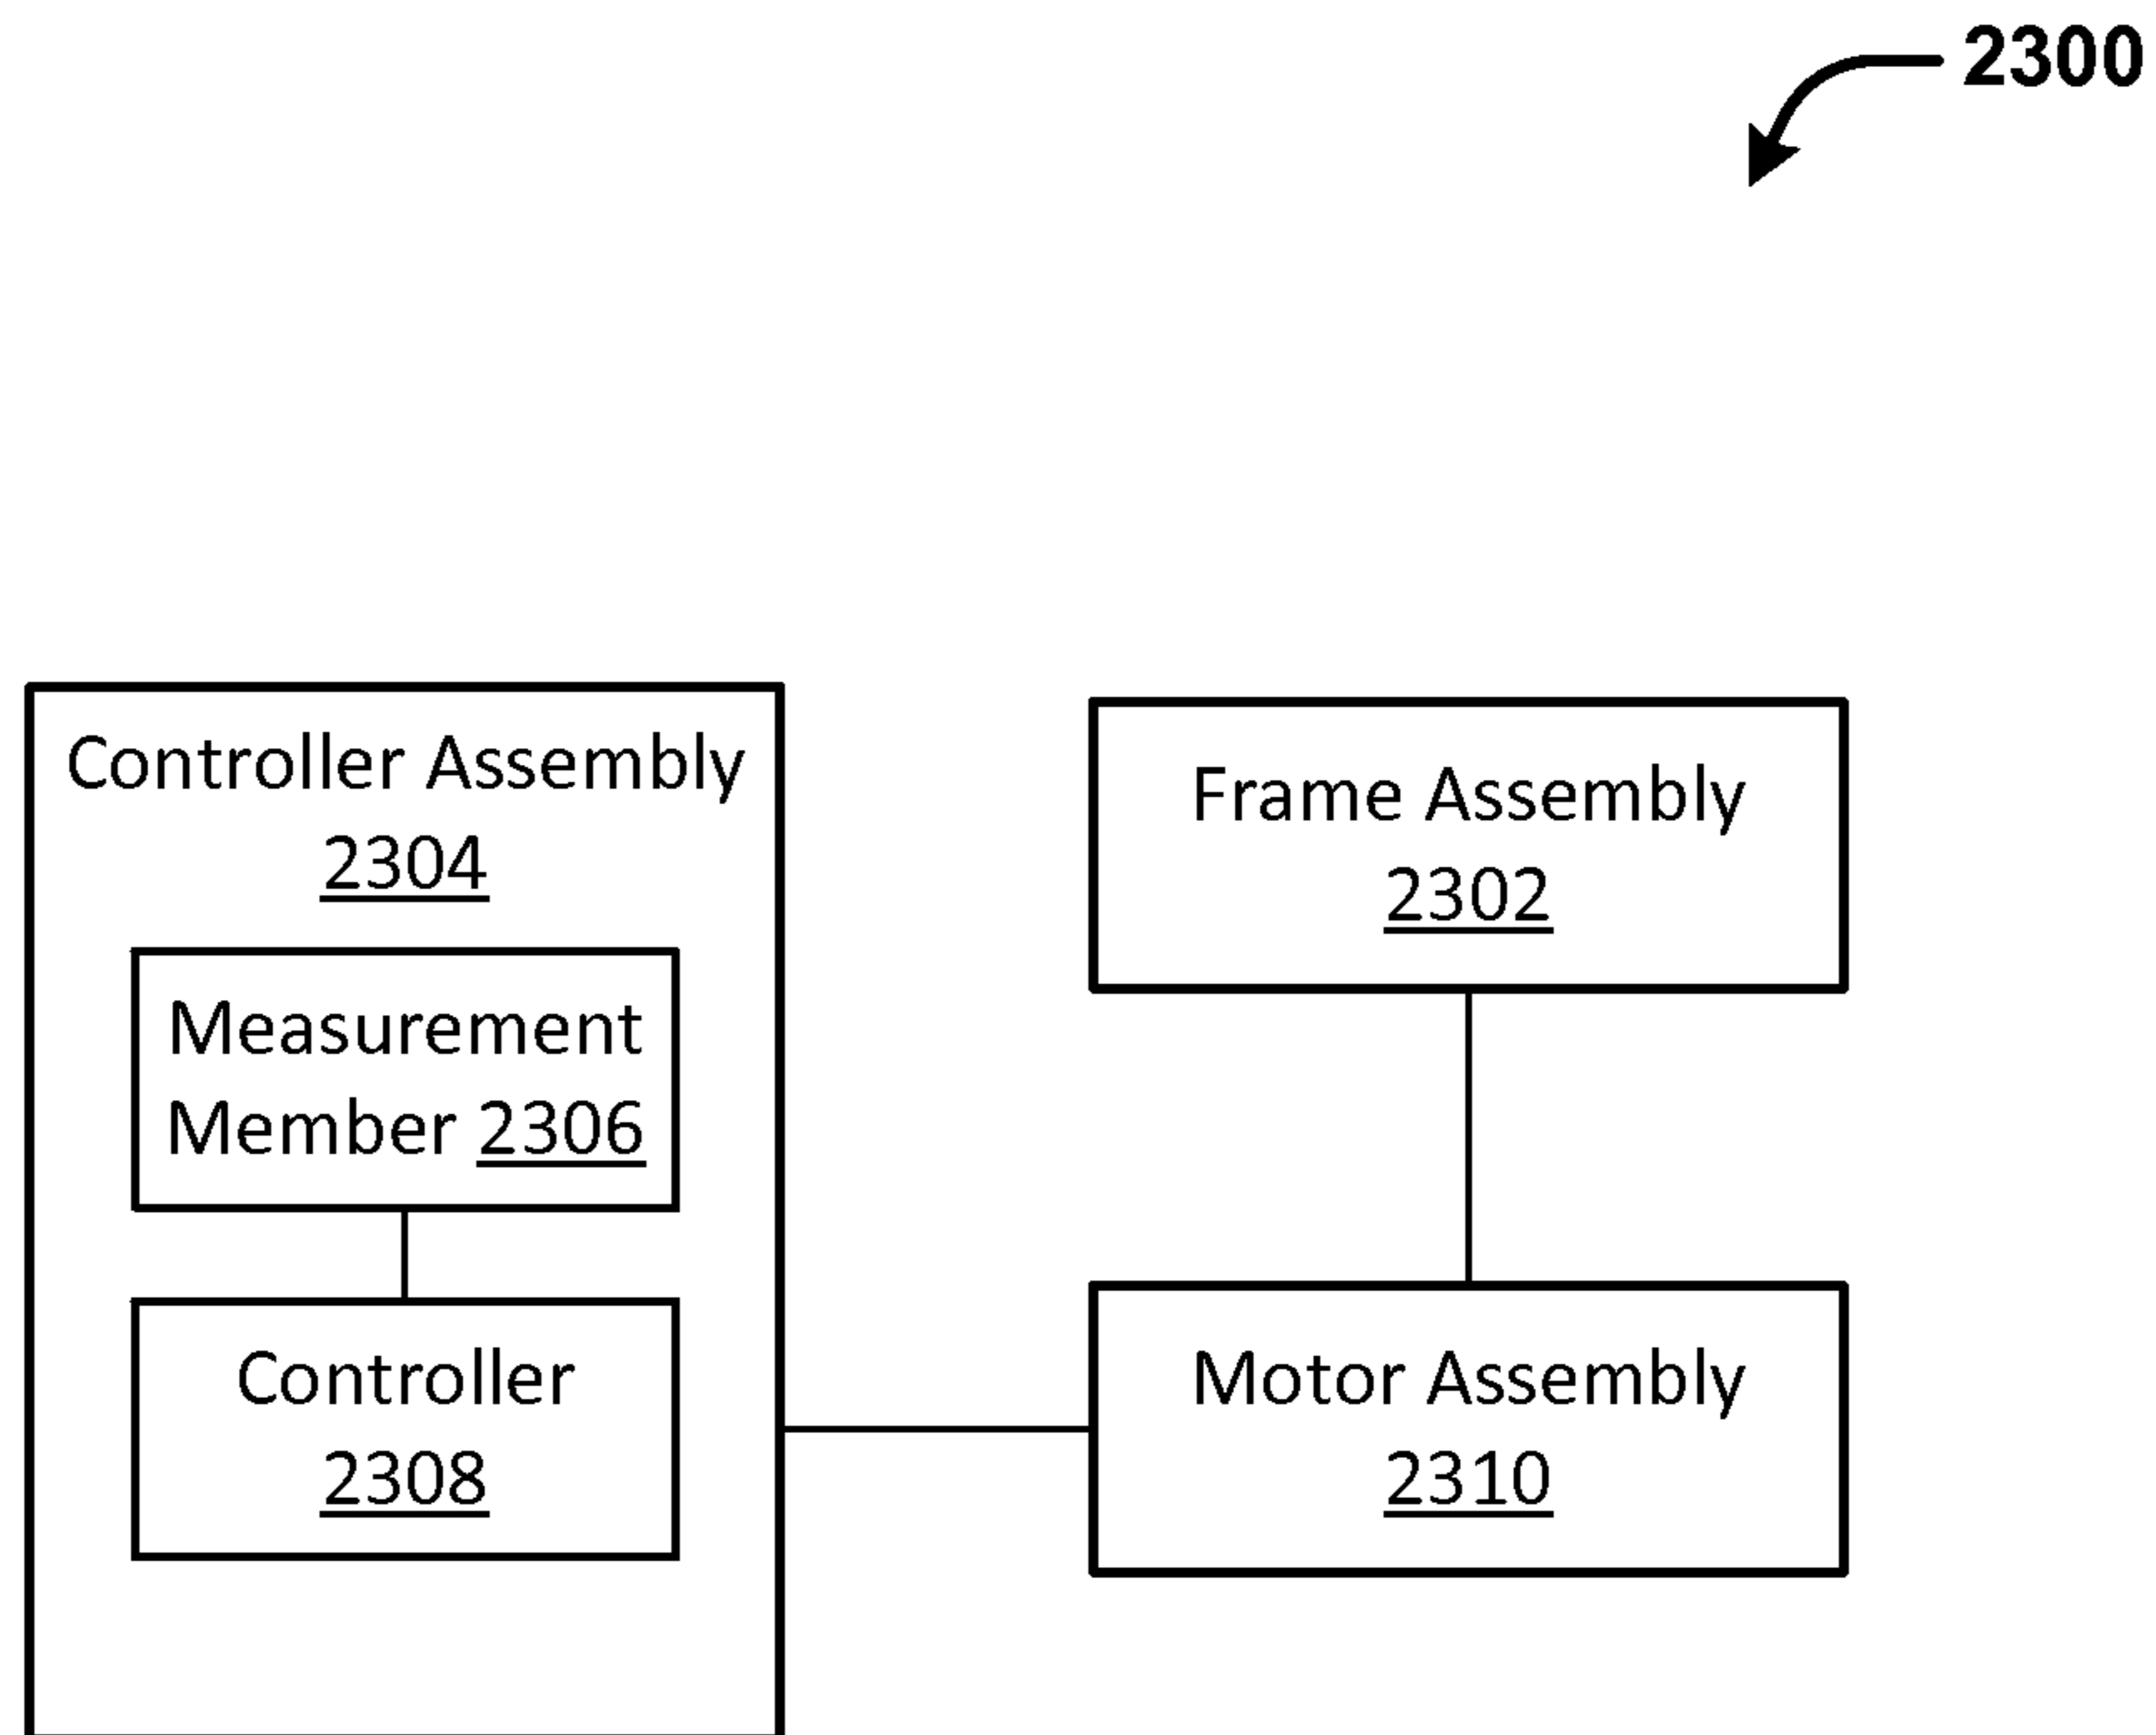 2300
Controller Assembly
2304
Measurement
Member 2306
Controller
2308
Frame Assembly
2302
Motor Assembly
2310